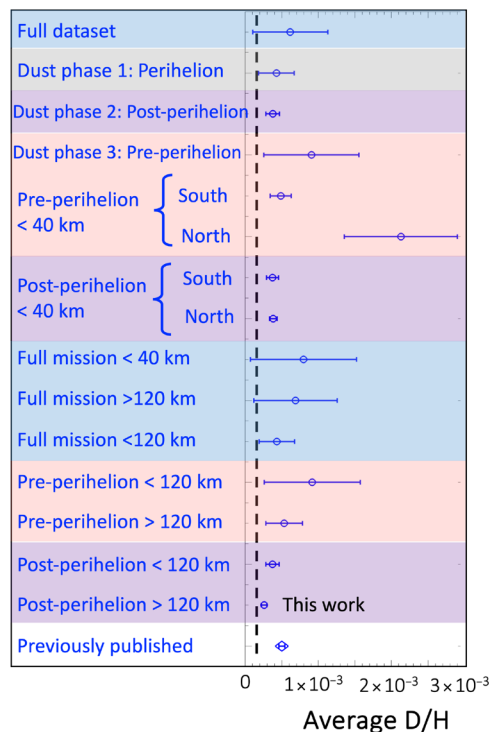 Full dataset
Dust phase 1: Perihelion
Dust phase 2: Post-perihelion
Dust phase 3: Pre-perihelion
Pre-perihelion
< 40 km
South
North
Post-perihelion
< 40 km
South
North
Full mission < 40 km
Full mission >120 km
Full mission <120 km
Pre-perihelion < 120 km
Pre-perihelion > 120 km
Post-perihelion < 120 km
Post-perihelion > 120 km This work
Previously published
0 1×10⁻³ 2×10⁻³ 3×10⁻³
Average D/H